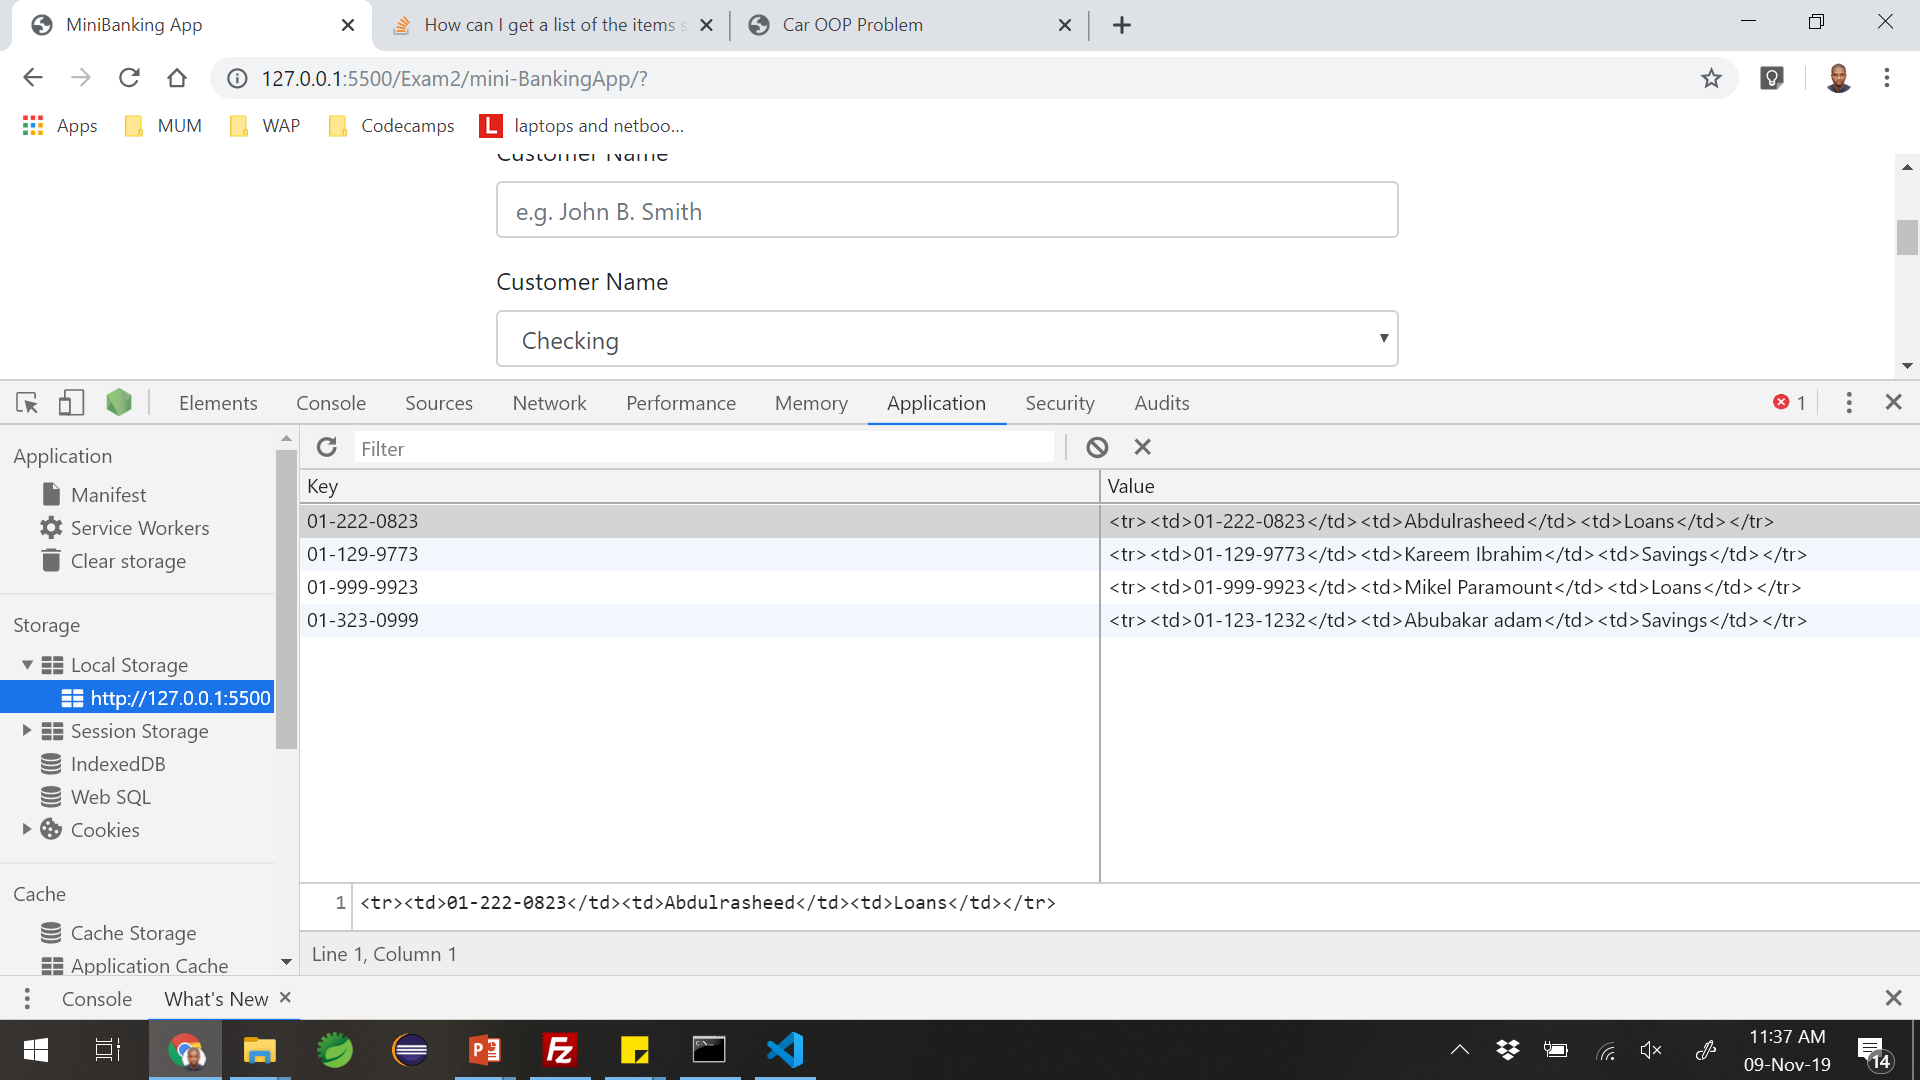 MiniBanking App
How can I get a list of the items s
Car OOP Problem
127.0.0.1:5500/Exam2/mini-BankingApp/?
Apps
MUM
WAP
Codecamps
L
laptops and netboo...
Customer Name
e.g. John B. Smith
Customer Name
Checking
Elements
Console
Sources
Network
Performance
Memory
Application
Security
Audits
1
Application
Manifest
Service Workers
Clear storage
Storage
Local Storage
http://127.0.0.1:5500
Session Storage
IndexedDB
Web SQL
Cookies
Cache
Cache Storage
Application Cache
Filter
Key
Value
01-222-0823
<tr><td>01-222-0823</td><td>Abdulrasheed</td><td>Loans</td></tr>
01-129-9773
<tr><td>01-129-9773</td><td>Kareem Ibrahim</td><td>Savings</td></tr>
01-999-9923
<tr><td>01-999-9923</td><td>Mikel Paramount</td><td>Loans</td></tr>
01-323-0999
<tr><td>01-123-1232</td><td>Abubakar adam</td><td>Savings</td></tr>
1
<tr><td>01-222-0823</td><td>Abdulrasheed</td><td>Loans</td></tr>
Line 1, Column 1
Console
What's New
11:37 AM
09-Nov-19
14